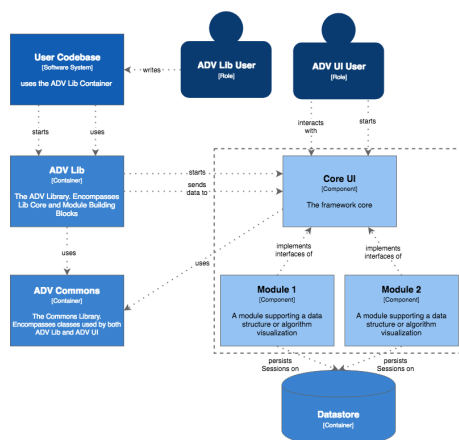 User Codebase
[Software System]
uses the ADV Lib Container
writes
ADV Lib User
[Role]
ADV UI User
[Role]
starts
uses
interacts
with
starts
ADV Lib
[Container]
The ADV Library. Encompasses
Lib Core and Module Building
Blocks
starts
sends
data to
Core UI
[Component]
The framework core
uses
uses
implements
interfaces of
implements
interfaces of
ADV Commons
[Container]
The Commons Library.
Encompasses classes used by both
ADV Lib and ADV UI
Module 1
[Component]
A module supporting a data
structure or algorithm
visualization
Module 2
[Component]
A module supporting a data
structure or algorithm
visualization
persists
Sessions on
persists
Sessions on
Datastore
[Container]